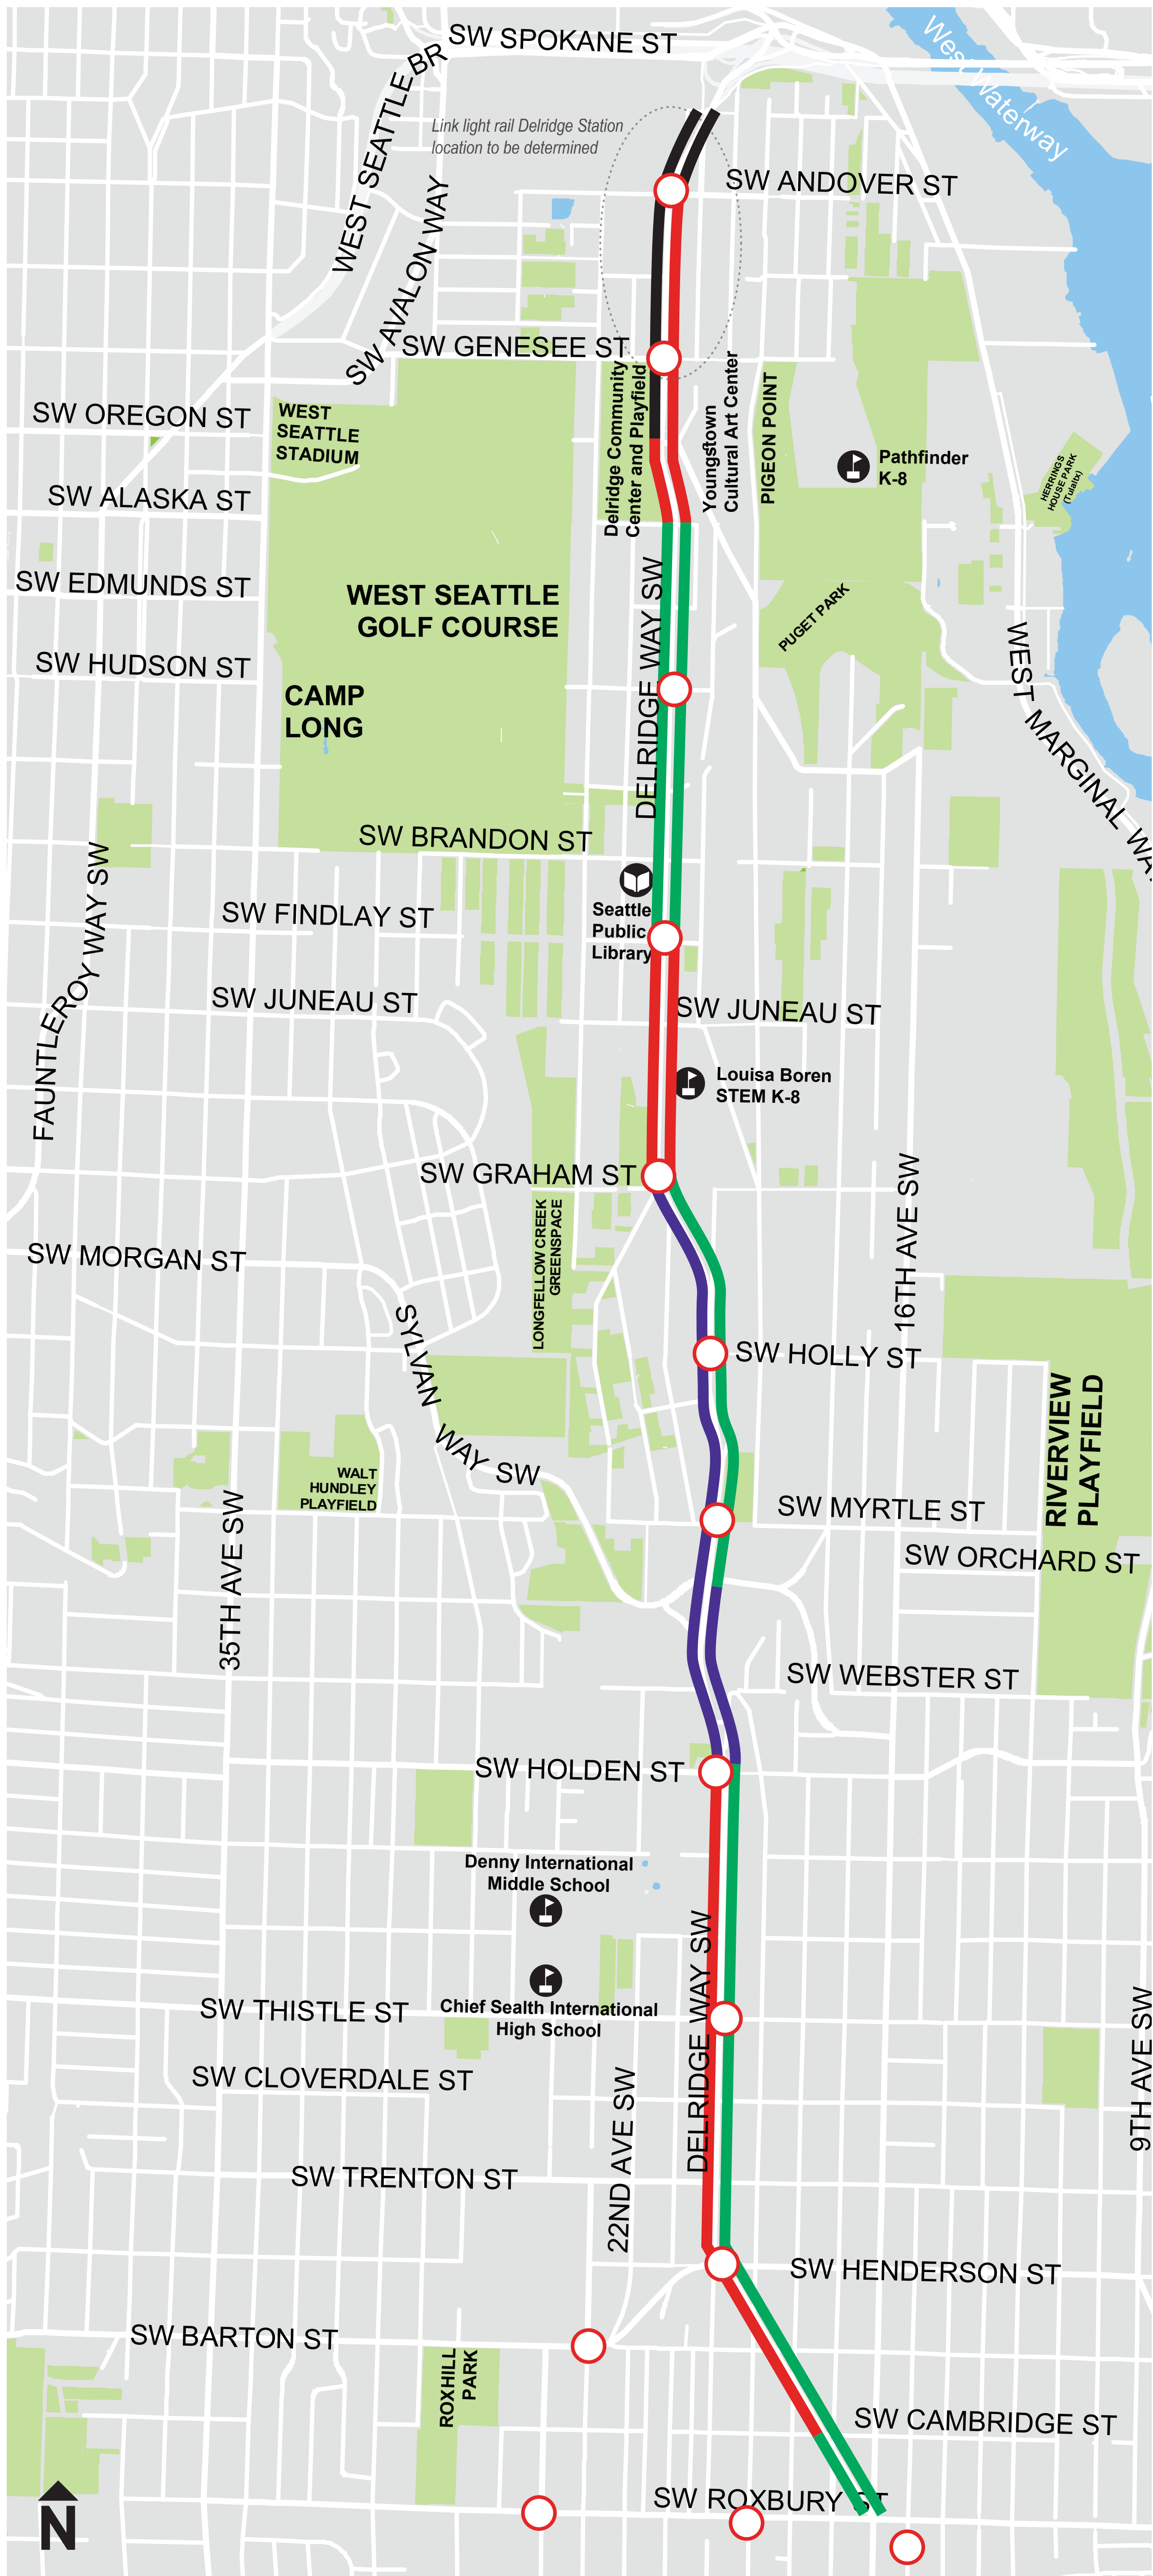 SW SPOKANE ST
WEST SEATTLE BR
West Waterway
Link light rail Delridge Station
location to be determined
SW ANDOVER ST
SW AVALON WAY
SW GENESEE ST
Delridge Community
Center and Playfield
Youngstown
Cultural Art Center
PIGEON POINT
SW OREGON ST
WEST
SEATTLE
STADIUM
Pathfinder
K-8
HERRINGS
HOUSE PARK
(Tulaltx)
SW ALASKA ST
SW EDMUNDS ST
WEST SEATTLE
GOLF COURSE
DELRIDGE WAY SW
PUGET PARK
SW HUDSON ST
CAMP
LONG
WEST MARGINAL WAY
SW BRANDON ST
FAUNTLEROY WAY SW
SW FINDLAY ST
Seattle
Public
Library
SW JUNEAU ST
SW JUNEAU ST
Louisa Boren
STEM K-8
SW GRAHAM ST
LONGFELLOW CREEK
GREENSPACE
16TH AVE SW
SW MORGAN ST
SYLVAN WAY SW
SW HOLLY ST
RIVERVIEW
PLAYFIELD
WALT
HUNDLEY
PLAYFIELD
35TH AVE SW
SW MYRTLE ST
SW ORCHARD ST
SW WEBSTER ST
SW HOLDEN ST
Denny International
Middle School
DELRIDGE WAY SW
Chief Sealth International
High School
SW THISTLE ST
9TH AVE SW
SW CLOVERDALE ST
22ND AVE SW
SW TRENTON ST
SW HENDERSON ST
SW BARTON ST
ROXHILL
PARK
SW CAMBRIDGE ST
SW ROXBURY ST
N